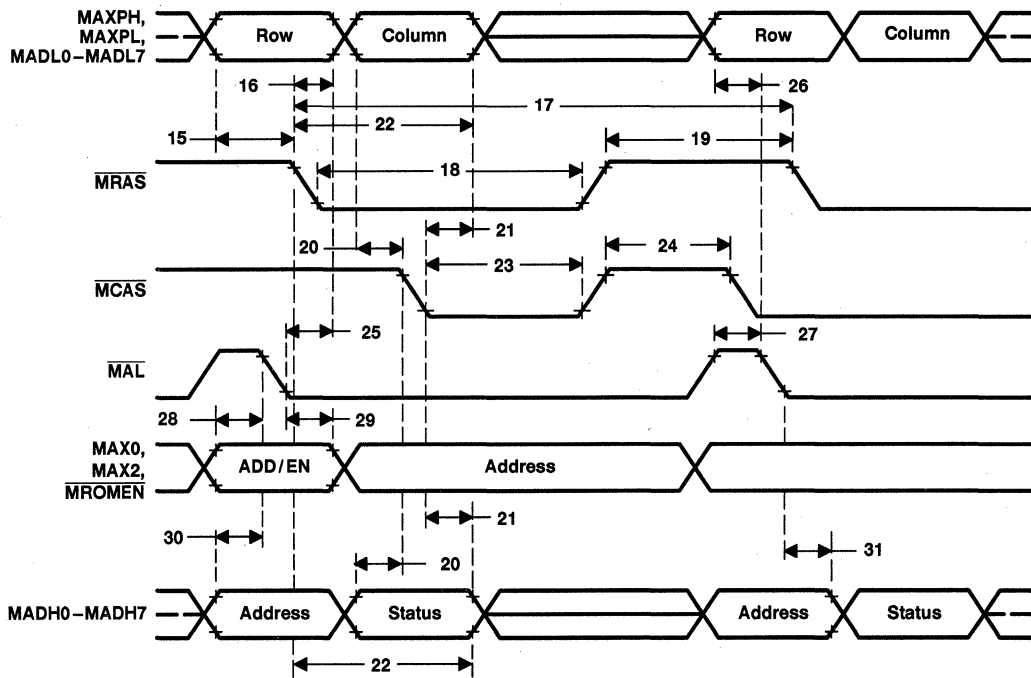 MAXPH,
MAXPL,
MADL0–MADL7
Row
Column
Row
Column
16
26
17
15
22
19
MRAS
18
20
21
23
24
MCAS
25
27
MAL
28
29
MAX0,
MAX2,
MROMEN
ADD/EN
Address
30
21
20
31
MADH0–MADH7
Address
Status
Address
Status
22